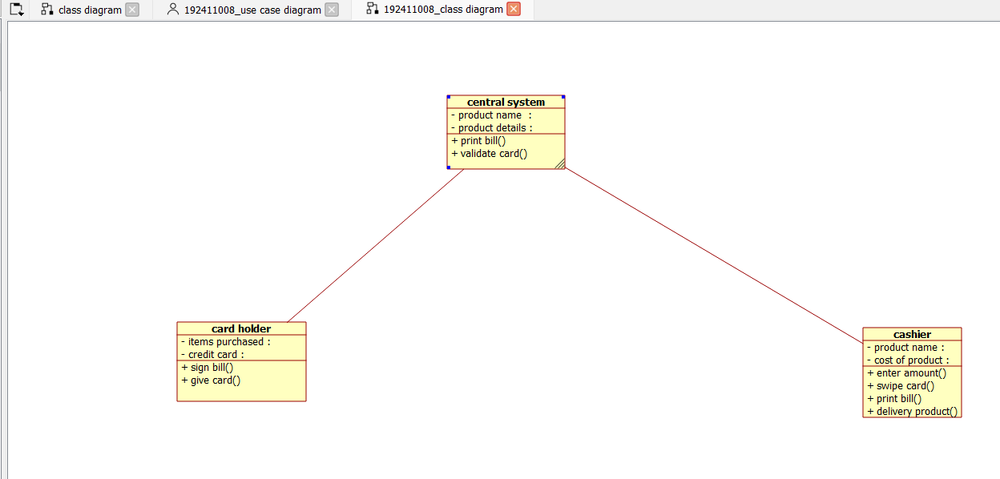 class diagram
192411008_use case diagram
192411008_class diagram
central system
- product name :
- product details :
+ print bill()
+ validate card()
card holder
- items purchased :
- credit card :
+ sign bill()
+ give card()
cashier
- product name :
- cost of product :
+ enter amount()
+ swipe card()
+ print bill()
+ delivery product()